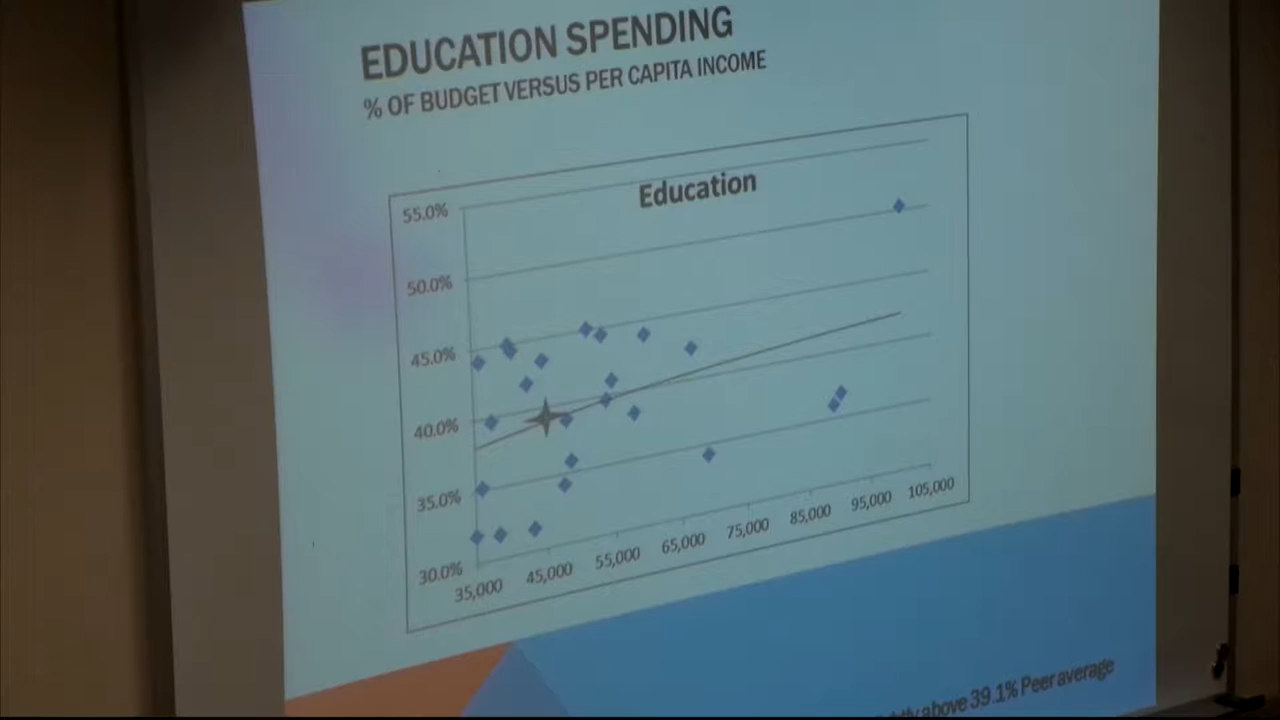 EDUCATION SPENDING
% OF BUDGET VERSUS PER CAPITA INCOME
Education
55.0%
50.0%
45.0%
40.0%
35.0%
30.0%
35,000 45,000 55,000 65,000 75,000 85,000 95,000 105,000
above 39.1% Peer average